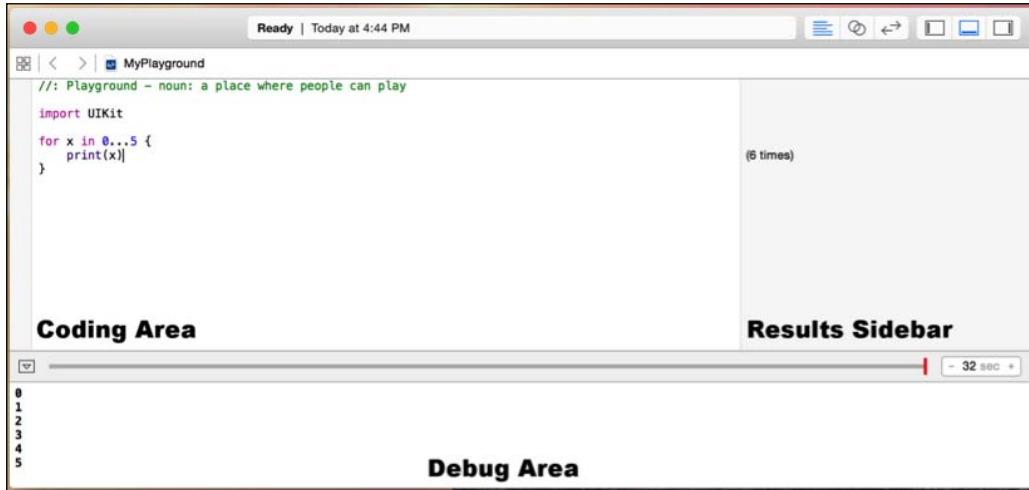 Ready | Today at 4:44 PM
MyPlayground
//: Playground – noun: a place where people can play
import UIKit
for x in 0...5 {
    print(x)
}
(6 times)
Coding Area
Results Sidebar
- 32 sec +
0
1
2
3
4
5
Debug Area